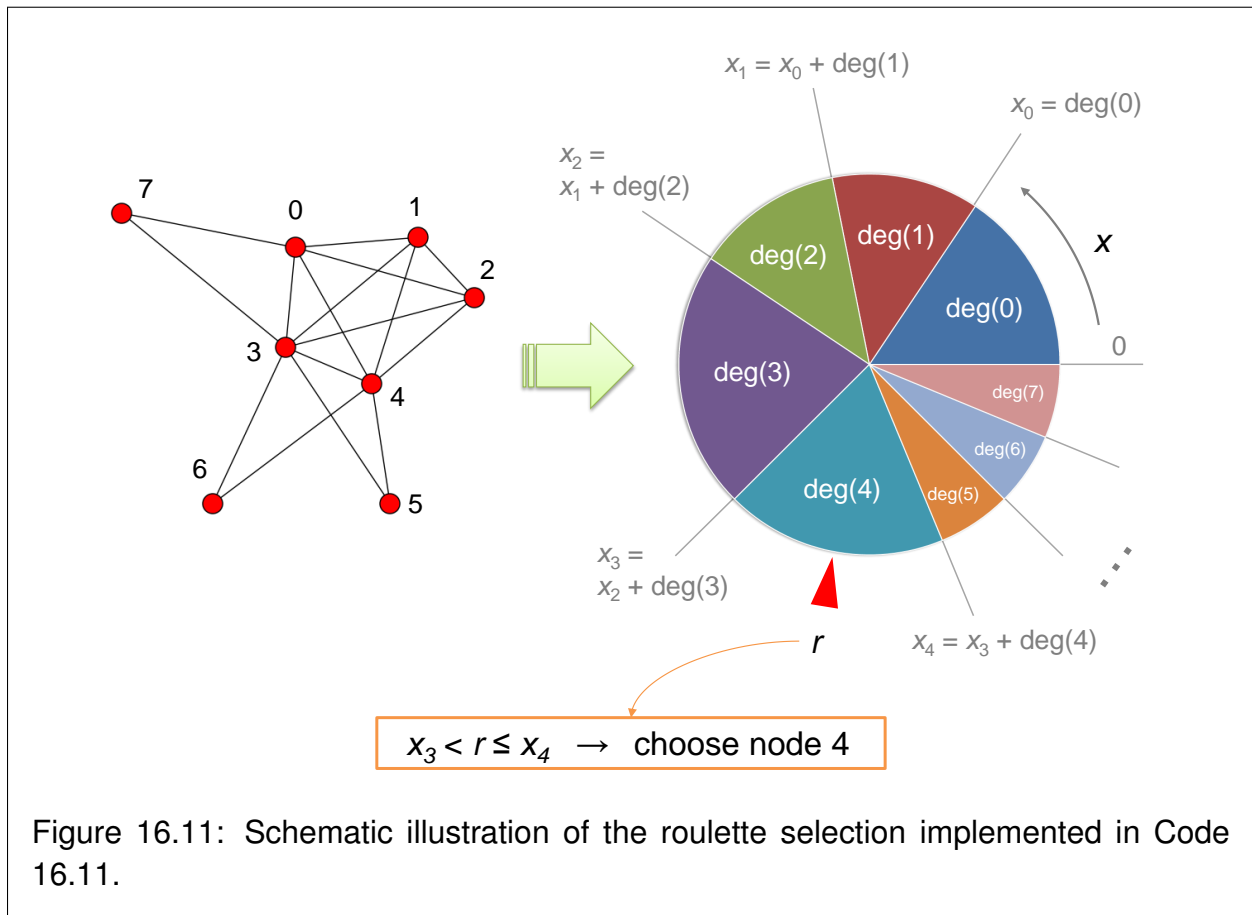 x₁ = x₀ + deg(1)
x₀ = deg(0)
x₂ =
x₁ + deg(2)
7
0
1
2
3
4
6
5
deg(1)
deg(2)
deg(0)
x
0
deg(3)
deg(7)
deg(6)
deg(4)
deg(5)
x₃ =
x₂ + deg(3)
r
x₄ = x₃ + deg(4)
x₃ < r ≤ x₄ → choose node 4
Figure 16.11: Schematic illustration of the roulette selection implemented in Code
16.11.